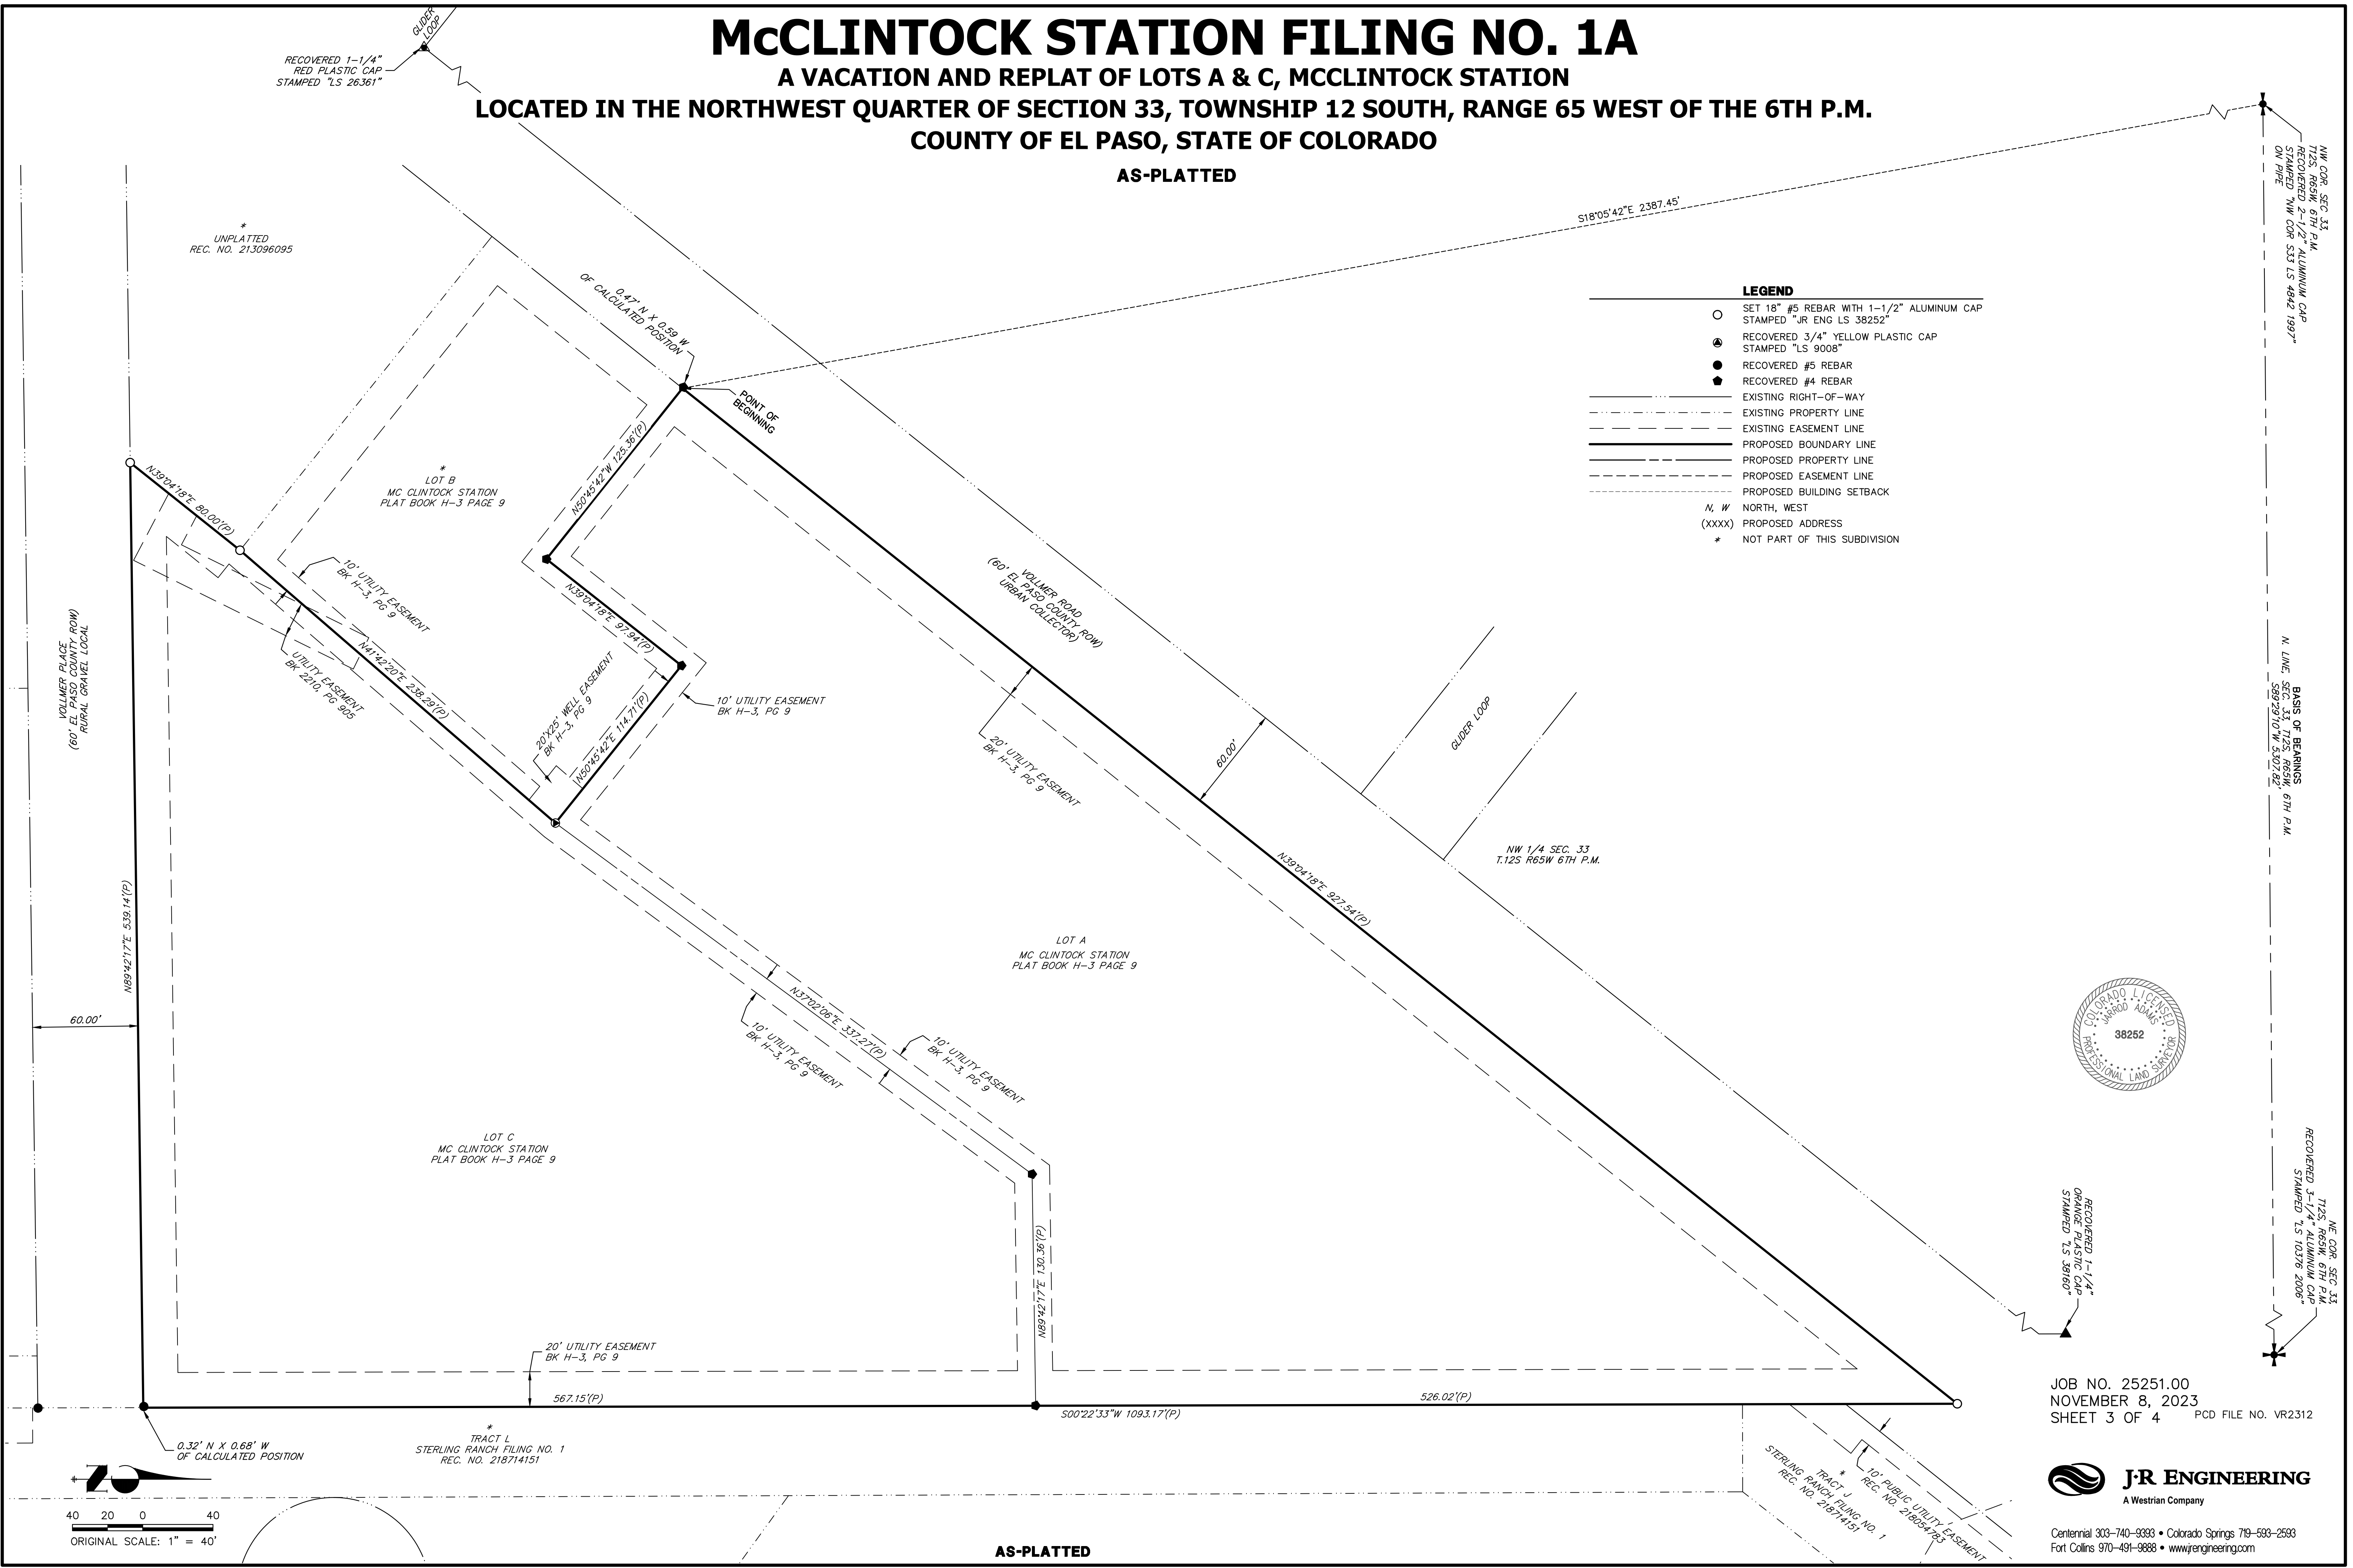 McCLINTOCK STATION FILING NO. 1A
A VACATION AND REPLAT OF LOTS A & C, MCCLINTOCK STATION
LOCATED IN THE NORTHWEST QUARTER OF SECTION 33, TOWNSHIP 12 SOUTH, RANGE 65 WEST OF THE 6TH P.M.
COUNTY OF EL PASO, STATE OF COLORADO
AS-PLATTED
GLIDER
LOOP
RECOVERED 1-1/4"
RED PLASTIC CAP
STAMPED "LS 26361"
*
UNPLATTED
REC. NO. 213096095
0.47' N X 0.59 W
OF CALCULATED POSITION
POINT OF
BEGINNING
S18°05'42"E 2387.45'
NW COR. SEC 33,
T12S, R65W, 6TH P.M.
RECOVERED 2-1/2" ALUMINUM CAP
STAMPED "NW COR S33 LS 4842 1997"
ON PIPE
LEGEND
SET 18" #5 REBAR WITH 1-1/2" ALUMINUM CAP
STAMPED "JR ENG LS 38252"
RECOVERED 3/4" YELLOW PLASTIC CAP
STAMPED "LS 9008"
RECOVERED #5 REBAR
RECOVERED #4 REBAR
EXISTING RIGHT-OF-WAY
EXISTING PROPERTY LINE
EXISTING EASEMENT LINE
PROPOSED BOUNDARY LINE
PROPOSED PROPERTY LINE
PROPOSED EASEMENT LINE
PROPOSED BUILDING SETBACK
N, W NORTH, WEST
(XXXX) PROPOSED ADDRESS
* NOT PART OF THIS SUBDIVISION
N39°04'18"E 80.00'(P)
*
LOT B
MC CLINTOCK STATION
PLAT BOOK H-3 PAGE 9
N50°45'42"W 125.36'(P)
N39°04'18"E 97.94'(P)
10' UTILITY EASEMENT
BK H-3, PG 9
UTILITY EASEMENT
BK 2210, PG 905
N41°42'20"E 238.29'(P)
20'X25' WELL EASEMENT
BK H-3, PG 9
N50°45'42"E 114.71'(P)
10' UTILITY EASEMENT
BK H-3, PG 9
VOLLMER ROAD
(60' EL PASO COUNTY ROW)
URBAN COLLECTOR)
20' UTILITY EASEMENT
BK H-3, PG 9
60.00'
GLIDER LOOP
NW 1/4 SEC. 33
T.12S R65W 6TH P.M.
N39°04'18"E 927.54'(P)
BASIS OF BEARINGS
N. LINE, SEC. 33, T12S, R65W, 6TH P.M.
S89°29'10"W 5307.82'
VOLLMER PLACE
(60' EL PASO COUNTY ROW)
RURAL GRAVEL LOCAL
N89°42'17"E 539.14'(P)
60.00'
LOT A
MC CLINTOCK STATION
PLAT BOOK H-3 PAGE 9
N37°02'06"E 337.27'(P)
10' UTILITY EASEMENT
BK H-3, PG 9
10' UTILITY EASEMENT
BK H-3, PG 9
LOT C
MC CLINTOCK STATION
PLAT BOOK H-3 PAGE 9
N89°42'17"E 130.36'(P)
COLORADO LICENSED
JARROD ADAMS
38252
PROFESSIONAL LAND SURVEYOR
RECOVERED 1-1/4"
ORANGE PLASTIC CAP
STAMPED "LS 38160"
NE COR. SEC 33,
T12S, R65W, 6TH P.M.
RECOVERED 3-1/4" ALUMINUM CAP
STAMPED "LS 10376 2006"
20' UTILITY EASEMENT
BK H-3, PG 9
567.15'(P)
526.02'(P)
S00°22'33"W 1093.17'(P)
0.32' N X 0.68' W
OF CALCULATED POSITION
*
TRACT L
STERLING RANCH FILING NO. 1
REC. NO. 218714151
*
TRACT J
STERLING RANCH FILING NO. 1
REC. NO. 218714151
10' PUBLIC UTILITY EASEMENT
REC. NO. 218054783
JOB NO. 25251.00
NOVEMBER 8, 2023
SHEET 3 OF 4
PCD FILE NO. VR2312
J·R ENGINEERING
A Westrian Company
Centennial 303-740-9393 • Colorado Springs 719-593-2593
Fort Collins 970-491-9888 • www.jrengineering.com
40 20 0 40
ORIGINAL SCALE: 1" = 40'
AS-PLATTED